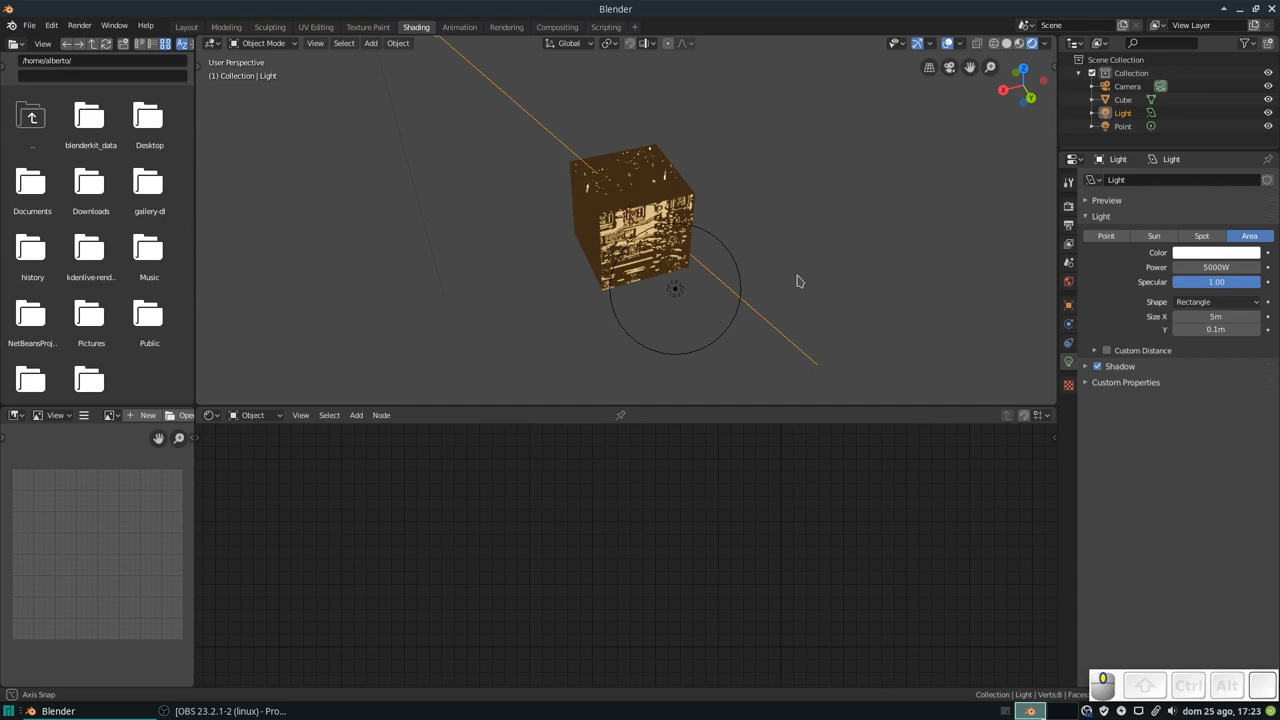 Blender
File Edit Render Window Help
Layout Modeling Sculpting UV Editing Texture Paint Shading Animation Rendering Compositing Scripting
Scene
View Layer
View
Object Mode View Select Add Object
Global
/home/alberto/
User Perspective
(1) Collection | Light
X
Y
Z
..
blenderkit_data
Desktop
Documents
Downloads
gallery-dl
history
kdenlive-rend..
Music
NetBeansProj..
Pictures
Public
Scene Collection
Collection
Camera
Cube
Light
Point
Light Light
Light
Preview
Light
Point Sun Spot Area
Color
Power 5000W
Specular 1.00
Shape Rectangle
Size X 5m
Y 0.1m
Custom Distance
Shadow
Custom Properties
View New Open
Object View Select Add Node
Axis Snap
Collection | Light | Verts:8 | Faces:
Ctrl Alt
Blender
[OBS 23.2.1-2 (linux) - Pro...
dom 25 ago, 17:23